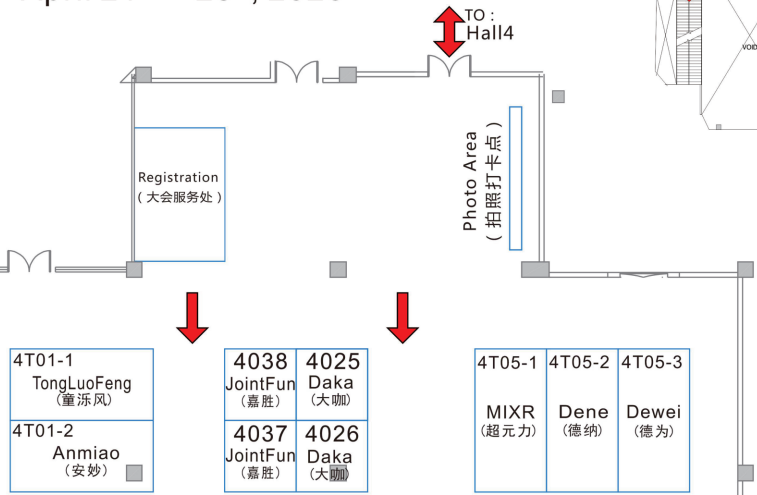 TO :
Hall4
VOID
Registration
( 大会服务处 )
Photo Area
( 拍照打卡点 )
4T01-1
TongLuoFeng
(童泺风)
4T01-2
Anmiao
(安妙)
4038
JointFun
(嘉胜)
4025
Daka
(大咖)
4037
JointFun
(嘉胜)
4026
Daka
(大咖)
4T05-1
MIXR
(超元力)
4T05-2
Dene
(德纳)
4T05-3
Dewei
(德为)